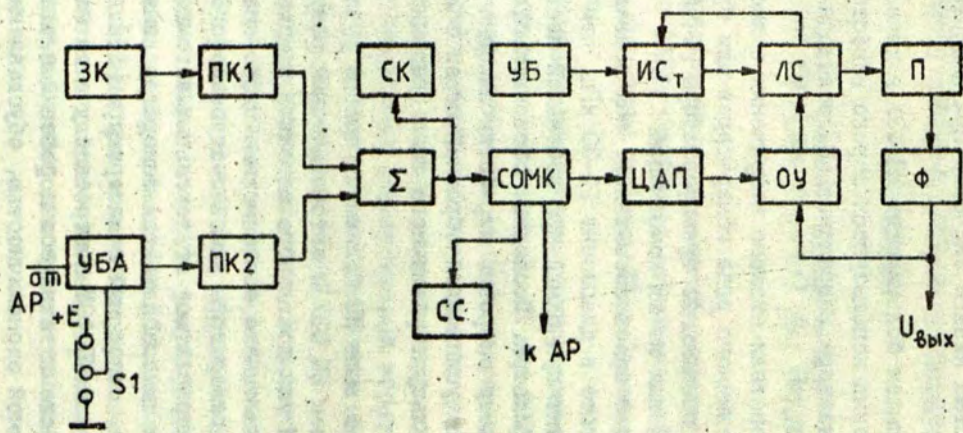 ЗК ПК1 СК УБ ИСт ЛС П
Σ СОМК ЦАП ОУ Ф
от УБА ПК2
АР +Е СС
S1 к АР Uвых